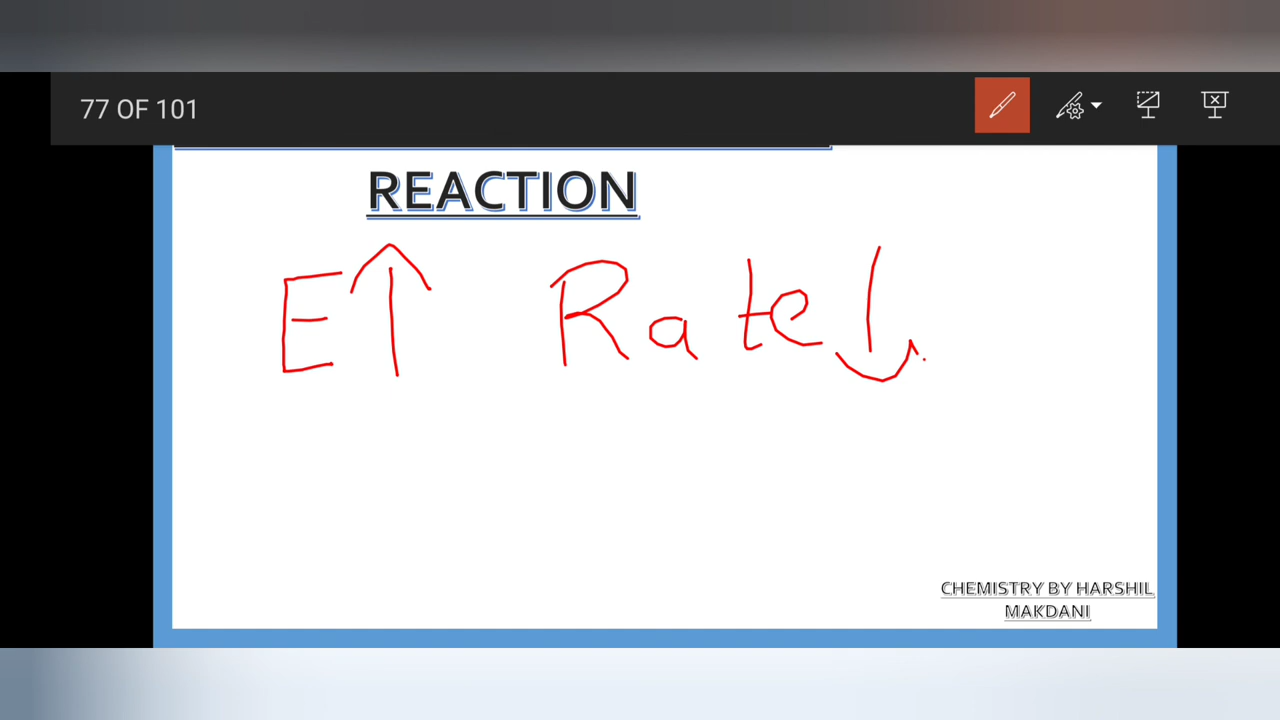 77 OF 101
REACTION
E↑ Rate↓
CHEMISTRY BY HARSHIL
MAKDANI